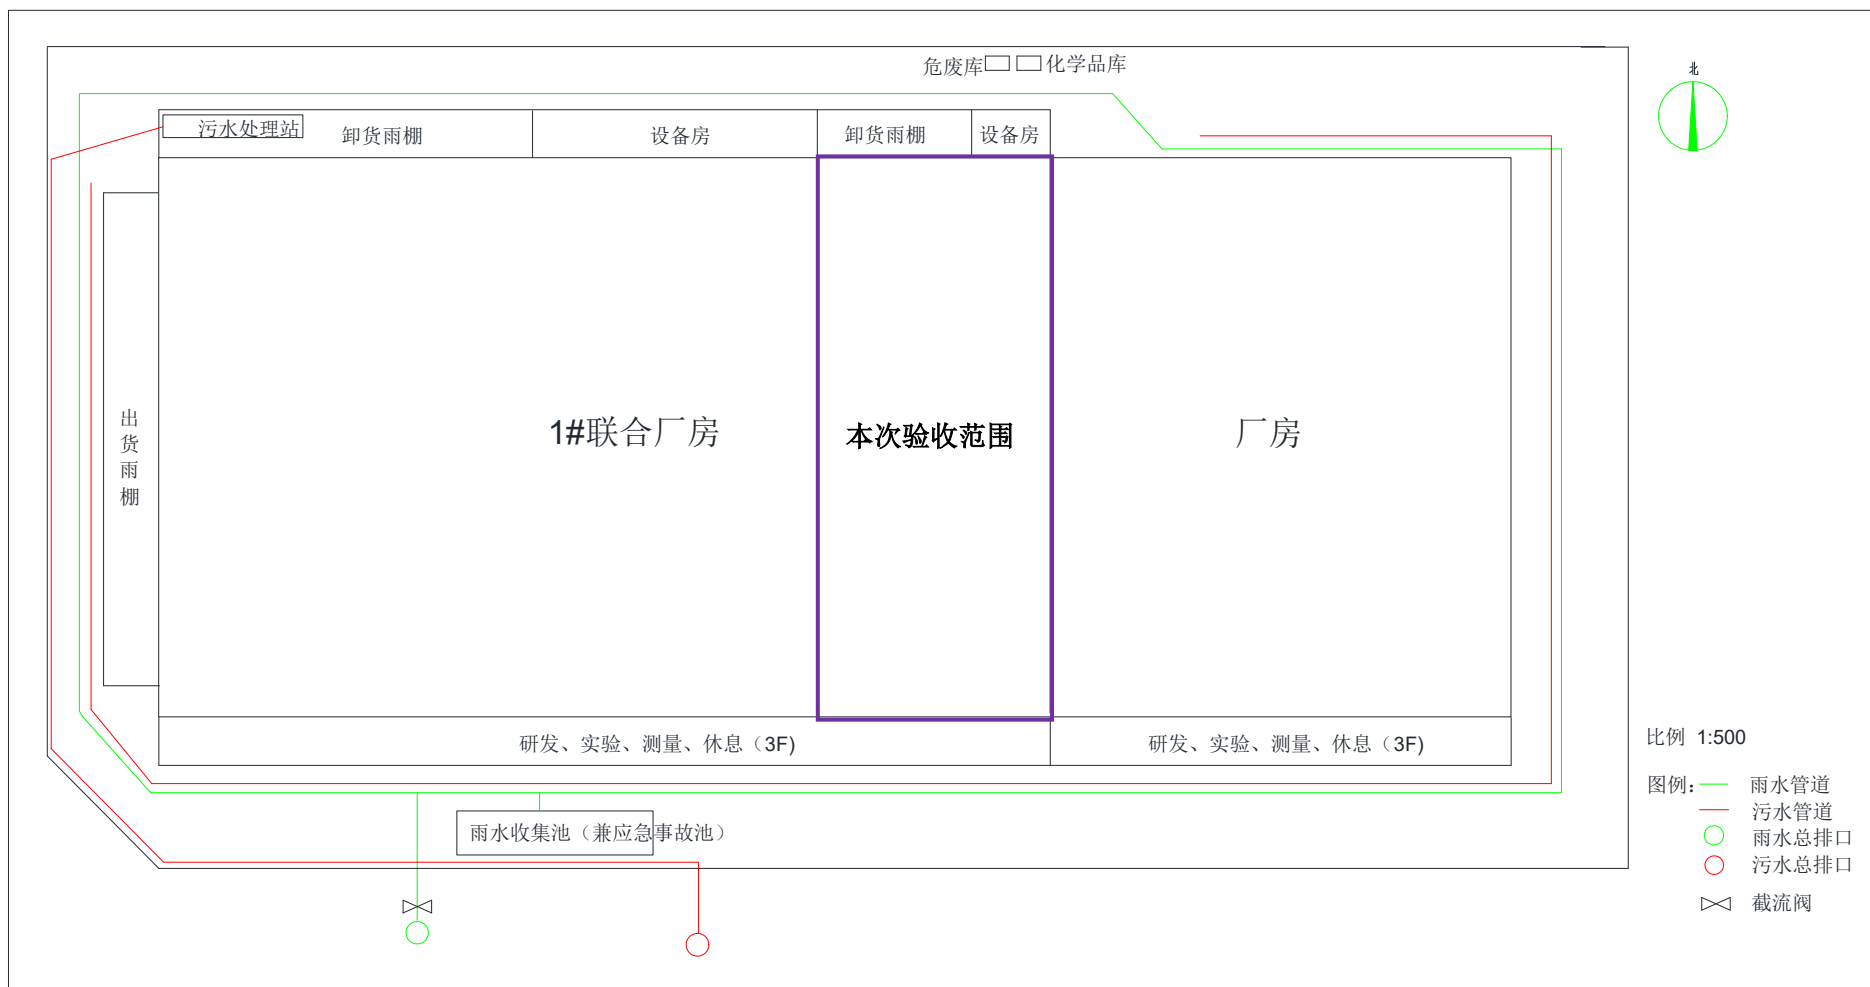 危废库
化学品库
北
污水处理站
卸货雨棚
设备房
卸货雨棚
设备房
出货雨棚
1#联合厂房
本次验收范围
厂房
研发、实验、测量、休息（3F)
研发、实验、测量、休息（3F)
雨水收集池（兼应急事故池）
比例 1:500
图例：
雨水管道
污水管道
雨水总排口
污水总排口
截流阀